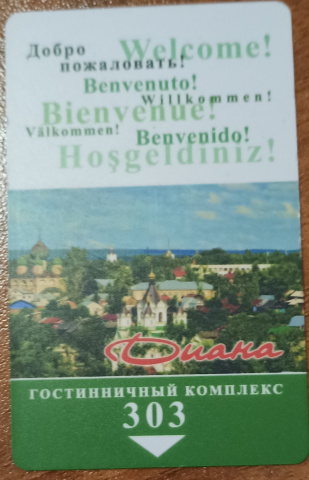 Добро Welcome!
пожаловать!
Benvenuto!
Willkommen!
Bienvenue!
Välkommen! Benvenido!
Hoşgeldiniz!
Диана
ГОСТИННИЧНЫЙ КОМПЛЕКС
303